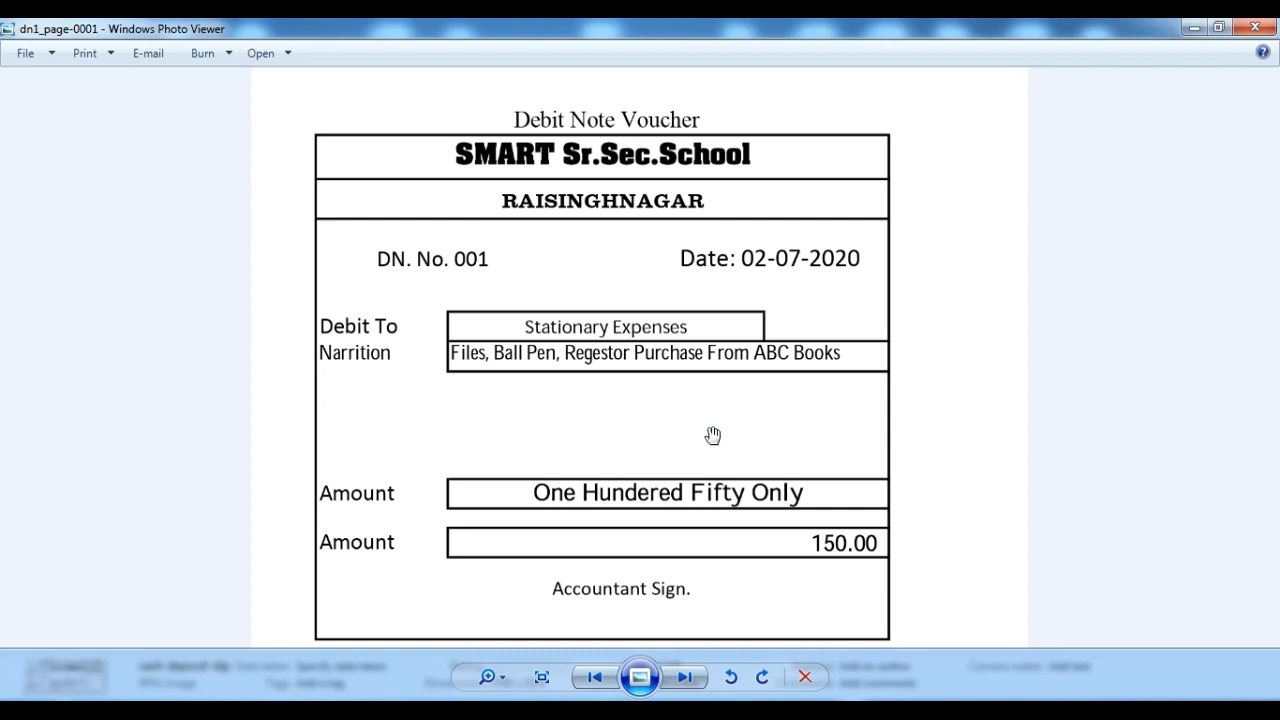 dn1_page-0001 - Windows Photo Viewer
File Print E-mail Burn Open
Debit Note Voucher
SMART Sr.Sec.School
RAISINGHNAGAR
DN. No. 001 Date: 02-07-2020
Debit To Stationary Expenses
Narrition Files, Ball Pen, Regestor Purchase From ABC Books
Amount One Hundered Fifty Only
Amount 150.00
Accountant Sign.